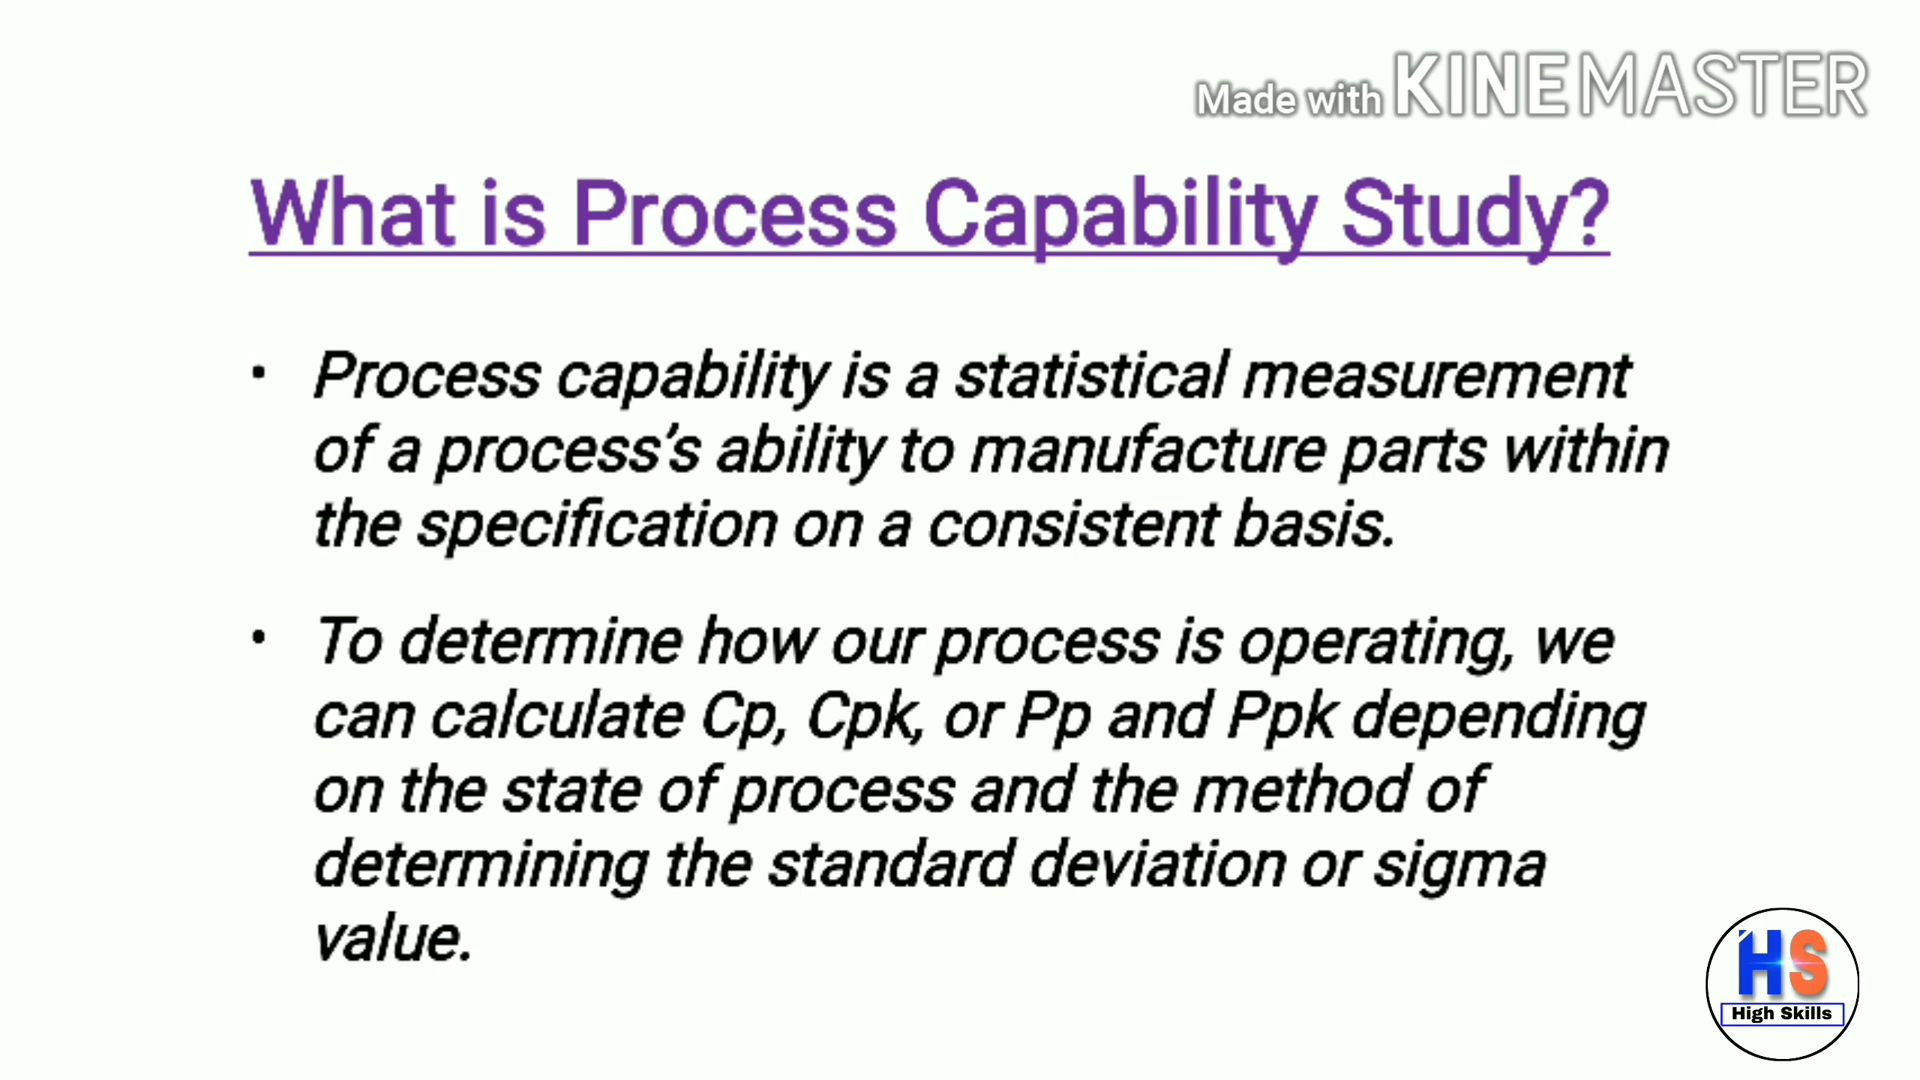 Made with KINEMASTER
What is Process Capability Study?
• Process capability is a statistical measurement
of a process's ability to manufacture parts within
the specification on a consistent basis.
• To determine how our process is operating, we
can calculate Cp, Cpk, or Pp and Ppk depending
on the state of process and the method of
determining the standard deviation or sigma
value.
HS
High Skills